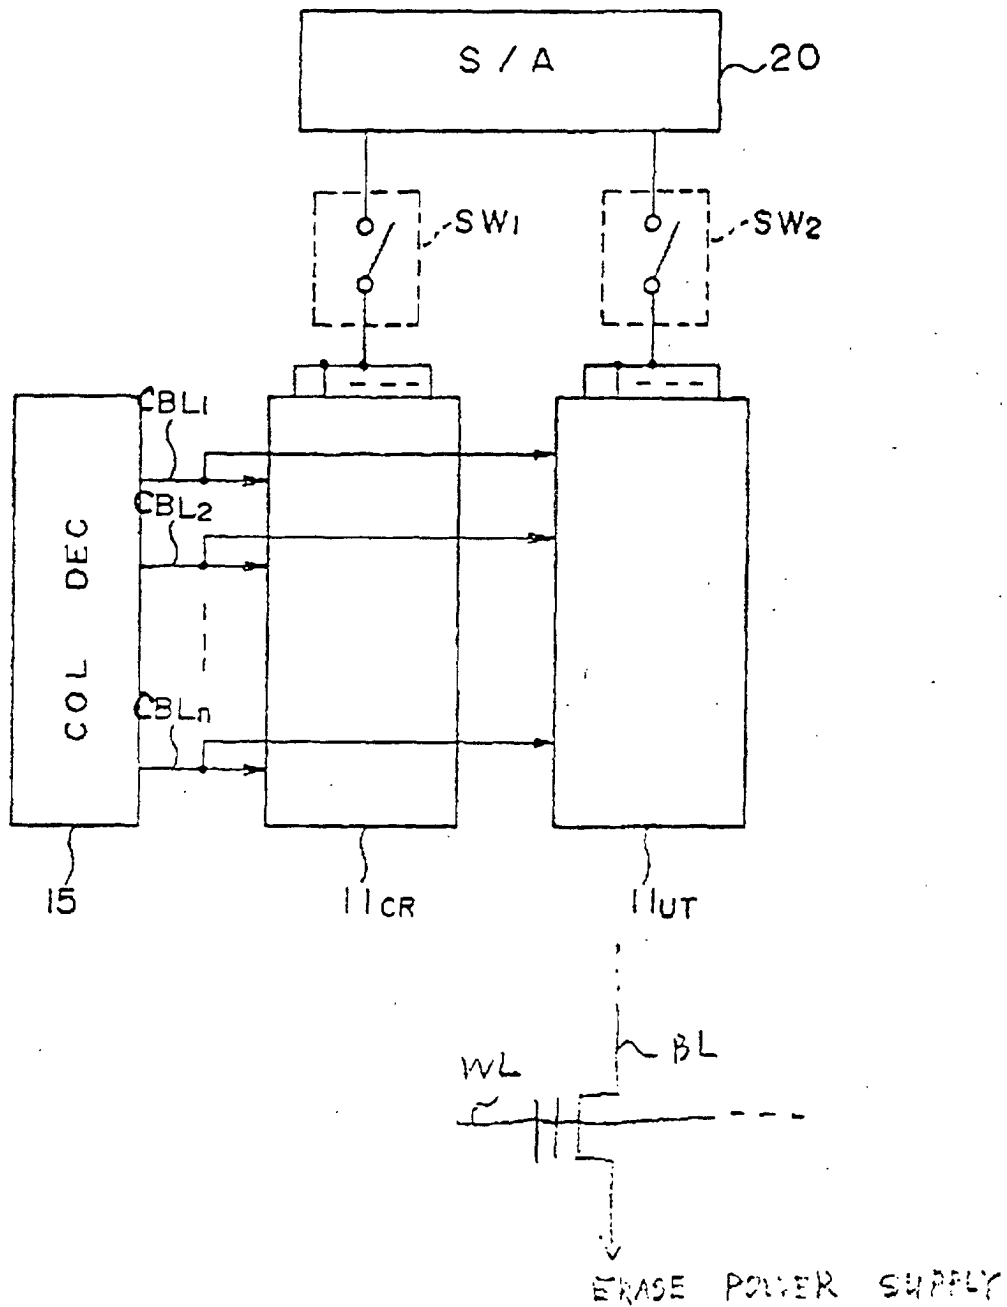 S / A
20
SW1
SW2
CBL1
CBL2
COL DEC
CBLn
15
11CR
11UT
BL
WL
ERASE POWER SUPPLY